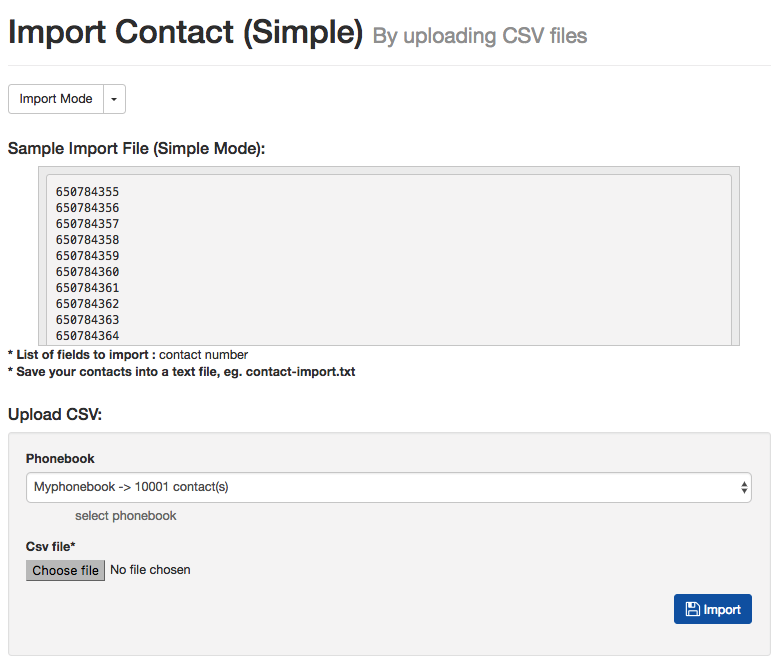 Import Contact (Simple) By uploading CSV files
Import Mode
Sample Import File (Simple Mode):
650784355
650784356
650784357
650784358
650784359
650784360
650784361
650784362
650784363
650784364
* List of fields to import : contact number
* Save your contacts into a text file, eg. contact-import.txt
Upload CSV:
Phonebook
Myphonebook -> 10001 contact(s)
select phonebook
Csv file*
Choose file No file chosen
Import